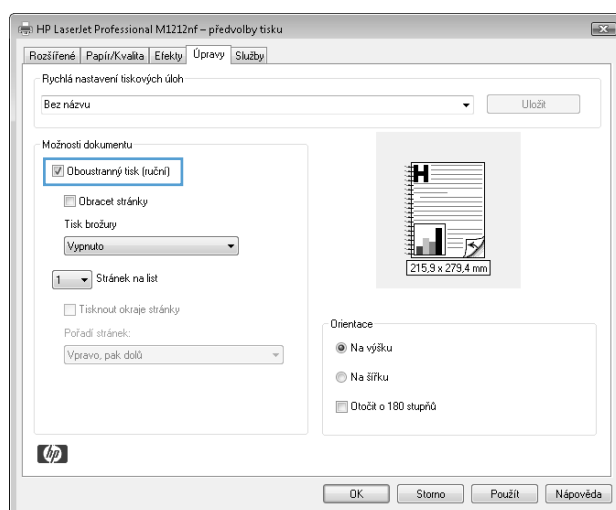 HP LaserJet Professional M1212nf – předvolby tisku
Rozšířené Papír/Kvalita Efekty Úpravy Služby
Rychlá nastavení tiskových úloh
Bez názvu
Uložit
Možnosti dokumentu
Oboustranný tisk (ruční)
Obracet stránky
Tisk brožury
Vypnuto
1 Stránek na list
Tisknout okraje stránky
Pořadí stránek:
Vpravo, pak dolů
H
215,9 x 279,4 mm
Orientace
Na výšku
Na šířku
Otočit o 180 stupňů
hp
OK Storno Použít Nápověda